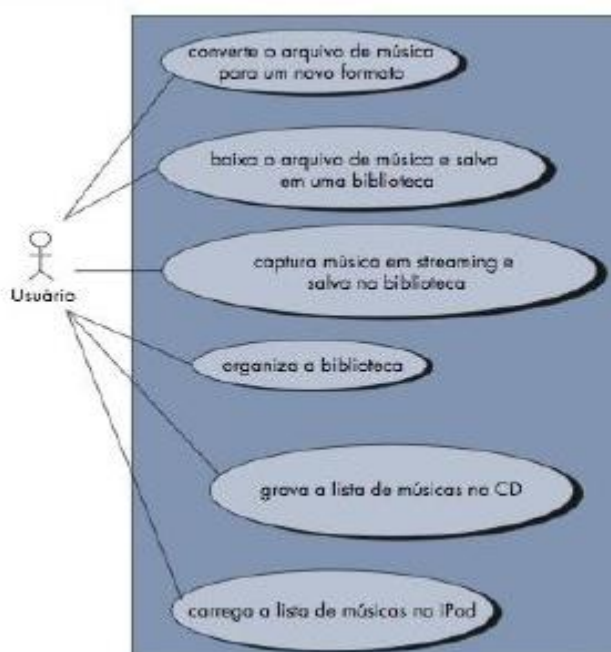 converte o arquivo de música
para um novo formato
baixa o arquivo de música e salva
em uma biblioteca
captura música em streaming e
salva na biblioteca
Usuário
organiza a biblioteca
grava a lista de músicas no CD
carrega a lista de músicas no iPod